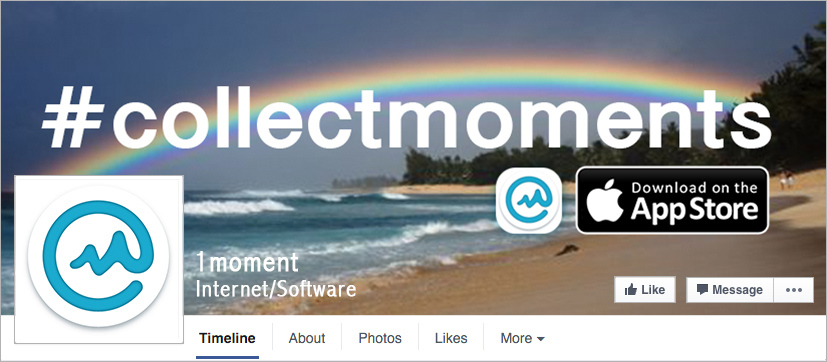 #collectmoments
Download on the
App Store
1moment
Internet/Software
Like
Message
Timeline
About
Photos
Likes
More